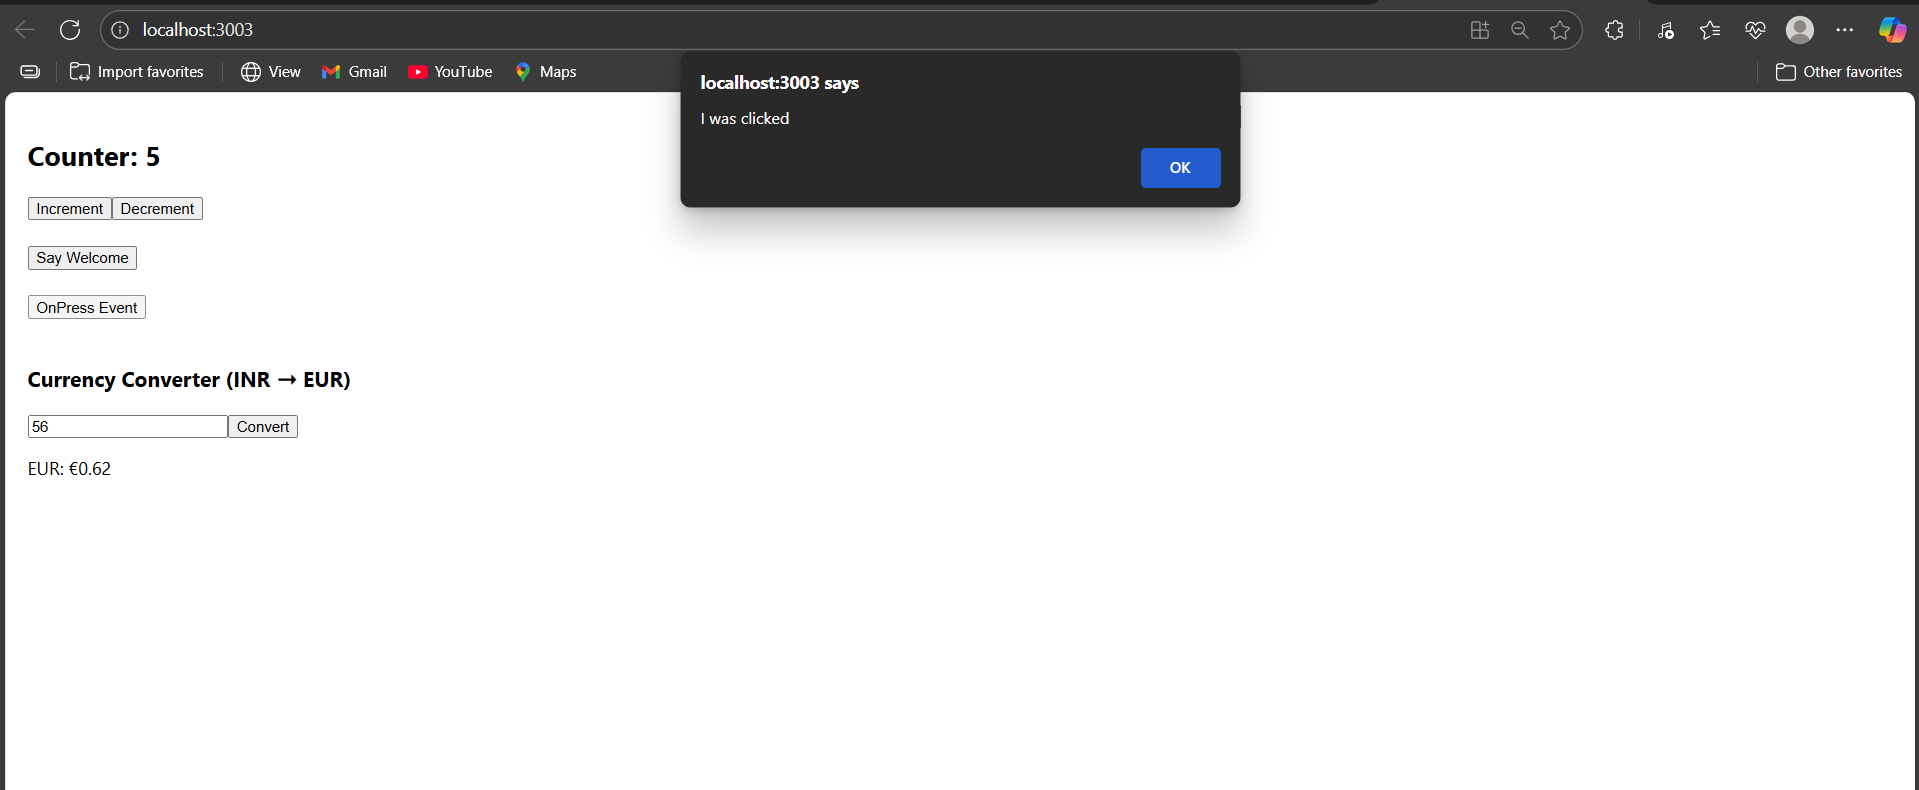 localhost:3003
Import favorites View Gmail YouTube Maps Other favorites
localhost:3003 says
I was clicked
OK
Counter: 5
Increment Decrement
Say Welcome
OnPress Event
Currency Converter (INR → EUR)
56 Convert
EUR: €0.62